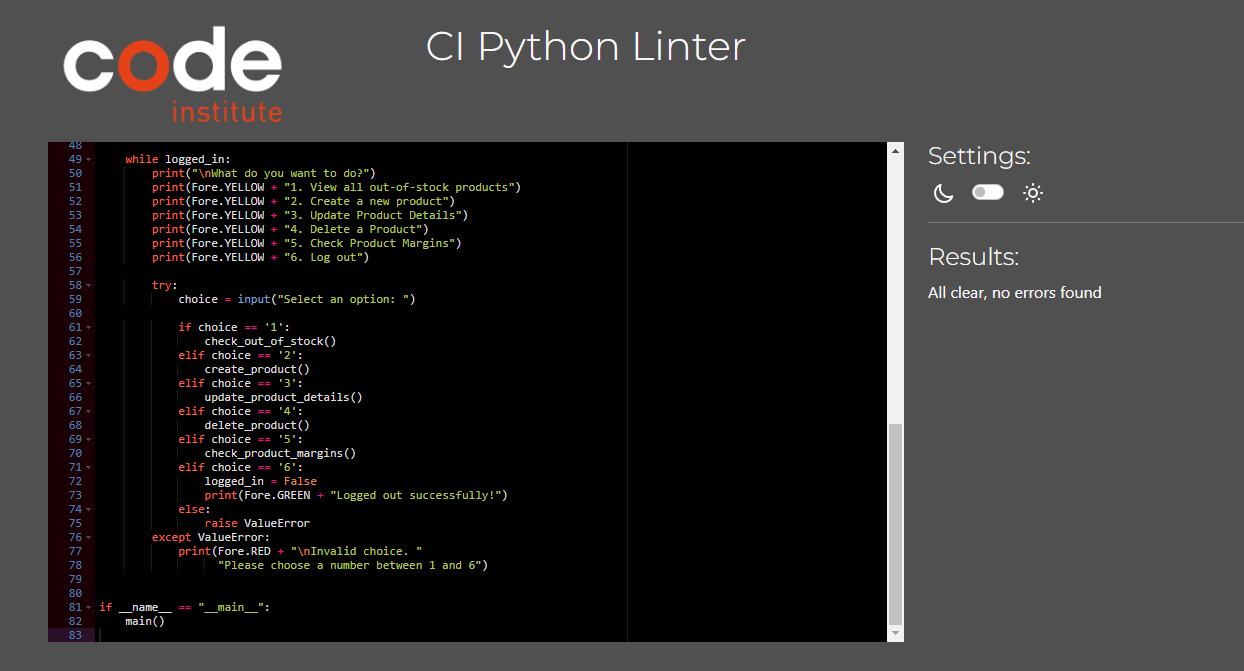 code
institute
CI Python Linter
48
49 while logged_in:
50 print("\nWhat do you want to do?")
51 print(Fore.YELLOW + "1. View all out-of-stock products")
52 print(Fore.YELLOW + "2. Create a new product")
53 print(Fore.YELLOW + "3. Update Product Details")
54 print(Fore.YELLOW + "4. Delete a Product")
55 print(Fore.YELLOW + "5. Check Product Margins")
56 print(Fore.YELLOW + "6. Log out")
57
58 try:
59 choice = input("Select an option: ")
60
61 if choice == '1':
62 check_out_of_stock()
63 elif choice == '2':
64 create_product()
65 elif choice == '3':
66 update_product_details()
67 elif choice == '4':
68 delete_product()
69 elif choice == '5':
70 check_product_margins()
71 elif choice == '6':
72 logged_in = False
73 print(Fore.GREEN + "Logged out successfully!")
74 else:
75 raise ValueError
76 except ValueError:
77 print(Fore.RED + "\nInvalid choice. "
78 "Please choose a number between 1 and 6")
79
80
81 if __name__ == "__main__":
82 main()
83
Settings:
Results:
All clear, no errors found